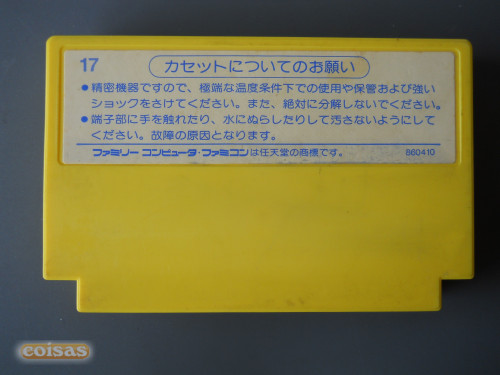 17
カセットについてのお願い
●精密機器ですので、極端な温度条件下での使用や保管および強い
ショックをさけてください。また、絶対に分解しないでください。
●端子部に手を触れたり、水にぬらしたりして汚さないようにして
ください。故障の原因となります。
ファミリーコンピュータ・ファミコンは任天堂の商標です。
860410
coisas